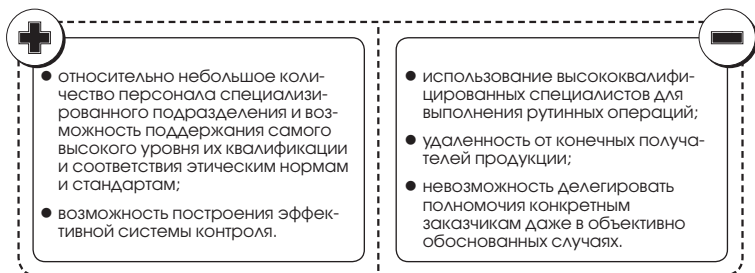 ● относительно небольшое коли-
чество персонала специализи-
рованного подразделения и воз-
можность поддержания самого
высокого уровня их квалификации
и соответствия этическим нормам
и стандартам;
● возможность построения эффек-
тивной системы контроля.
● использование высококвалифи-
цированных специалистов для
выполнения рутинных операций;
● удаленность от конечных получа-
телей продукции;
● невозможность делегировать
полномочия конкретным
заказчикам даже в объективно
обоснованных случаях.